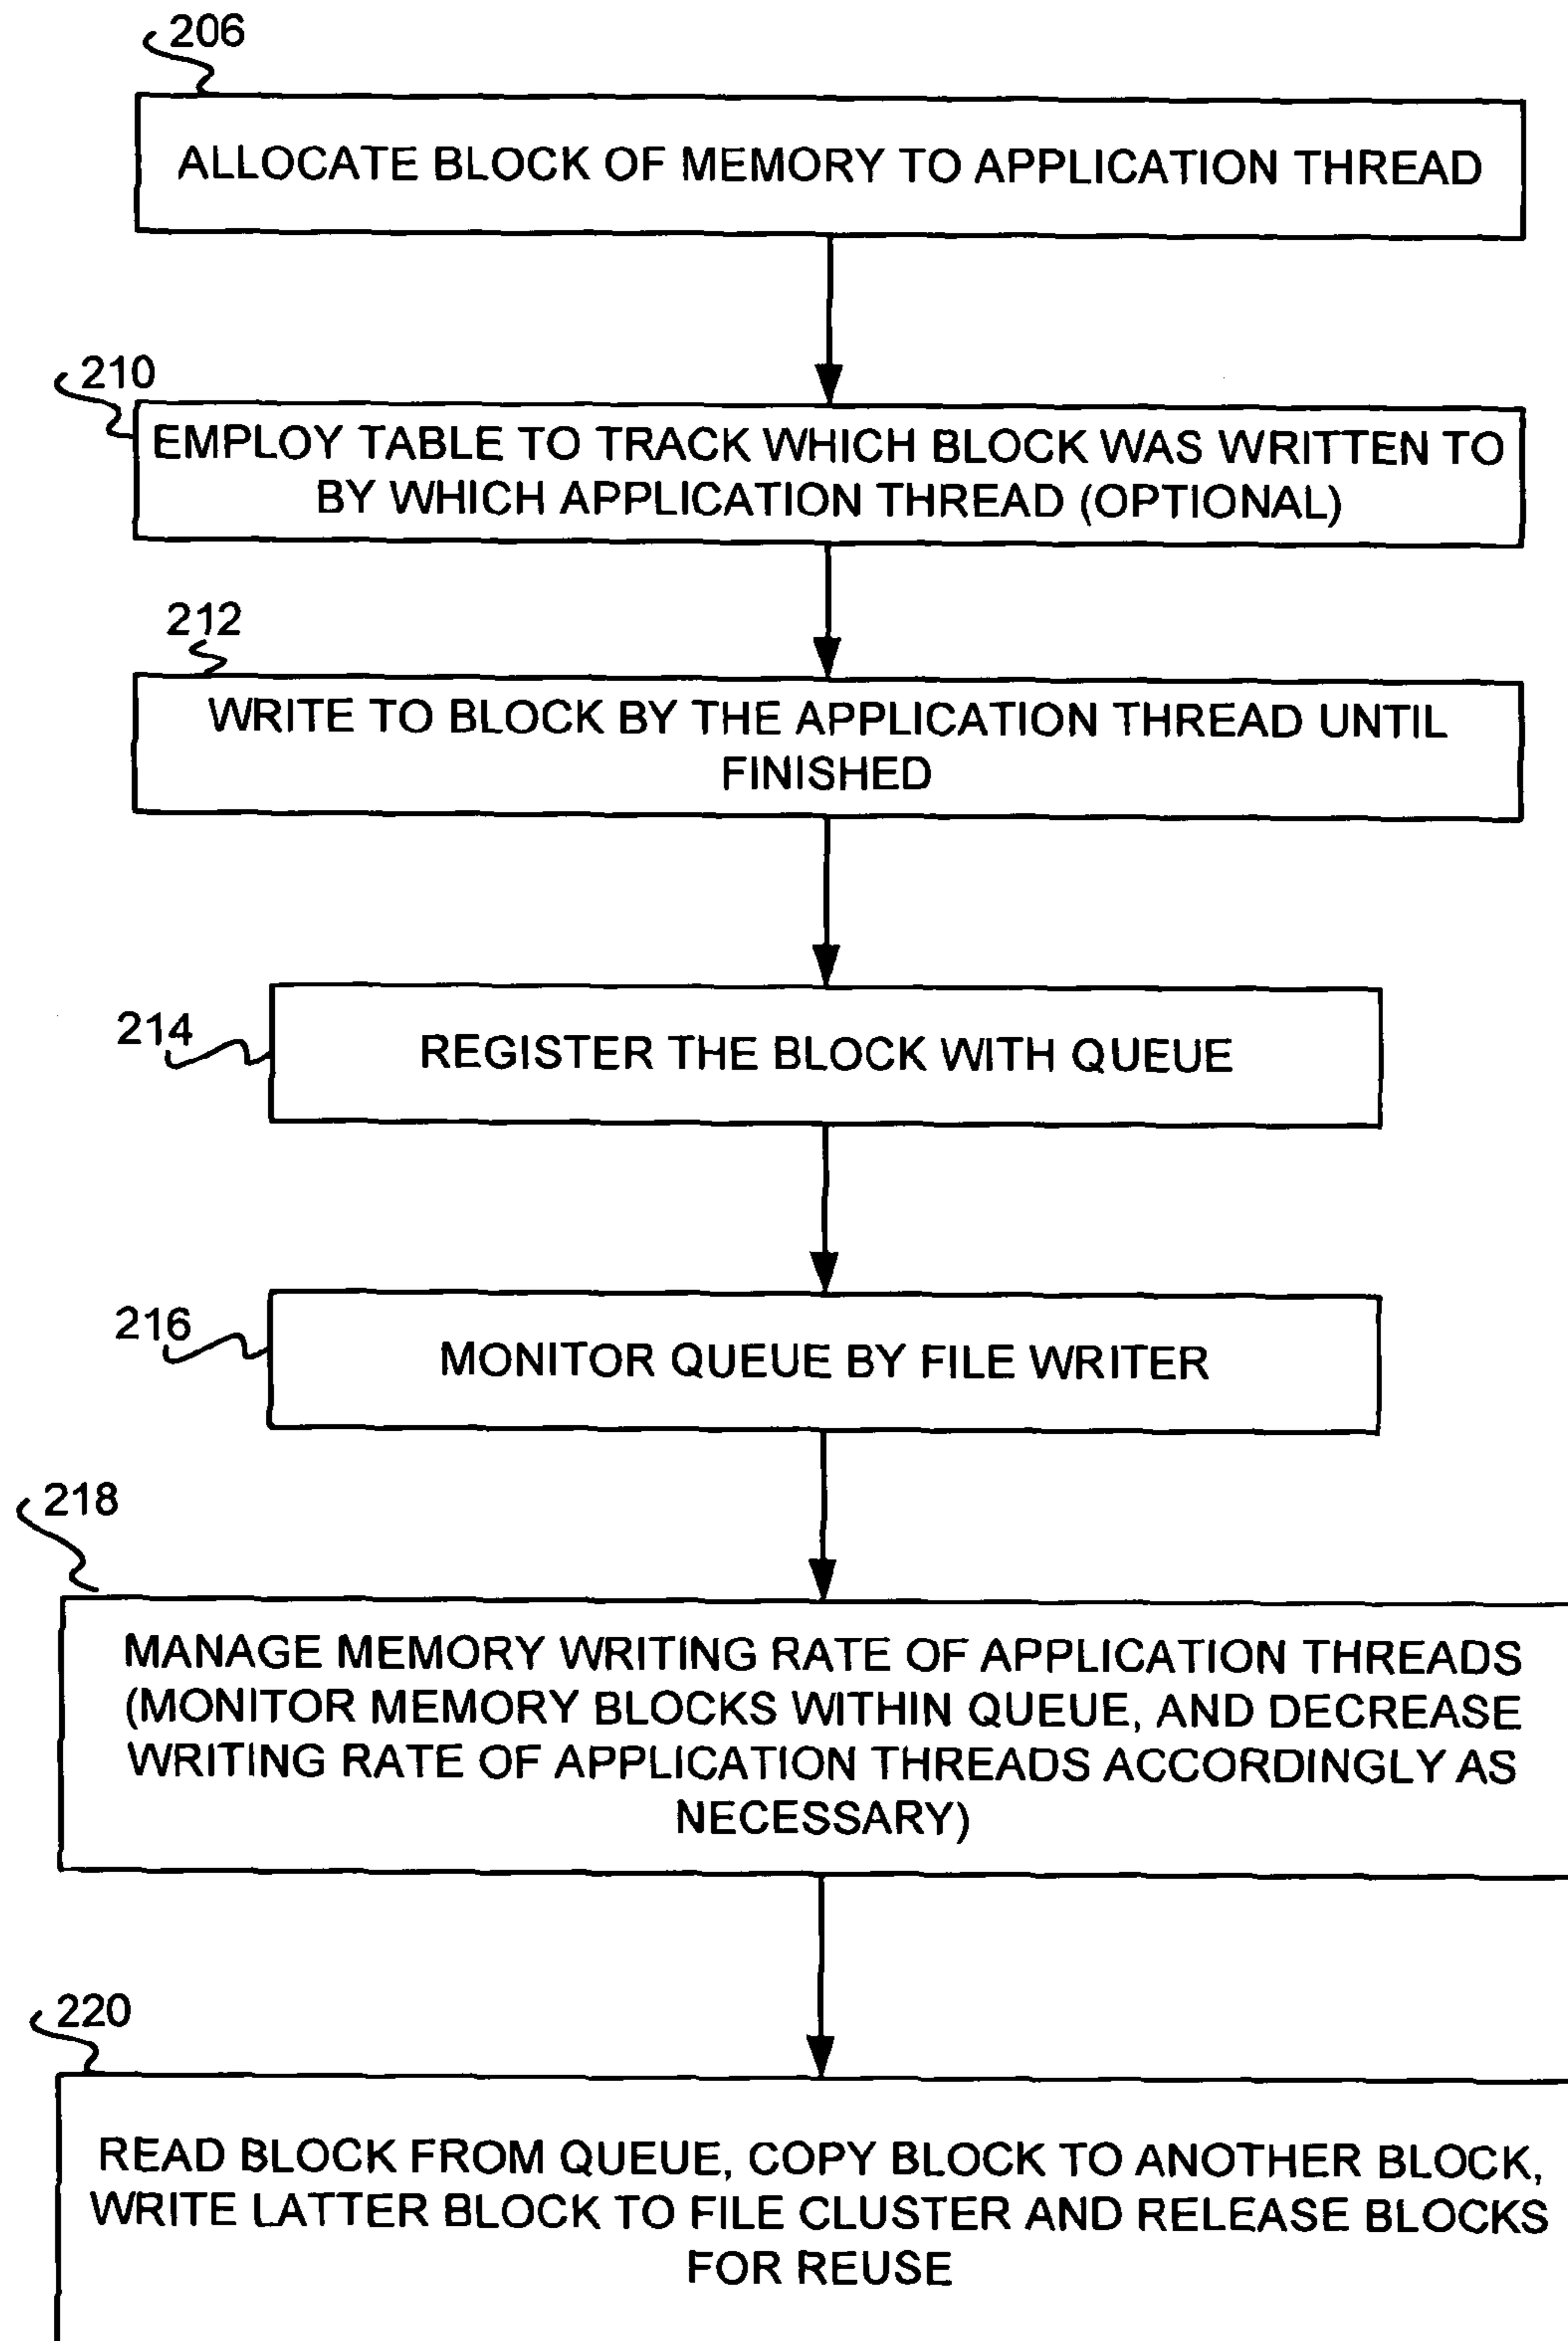 206
ALLOCATE BLOCK OF MEMORY TO APPLICATION THREAD
210
EMPLOY TABLE TO TRACK WHICH BLOCK WAS WRITTEN TO
BY WHICH APPLICATION THREAD (OPTIONAL)
212
WRITE TO BLOCK BY THE APPLICATION THREAD UNTIL
FINISHED
214
REGISTER THE BLOCK WITH QUEUE
216
MONITOR QUEUE BY FILE WRITER
218
MANAGE MEMORY WRITING RATE OF APPLICATION THREADS
(MONITOR MEMORY BLOCKS WITHIN QUEUE, AND DECREASE
WRITING RATE OF APPLICATION THREADS ACCORDINGLY AS
NECESSARY)
220
READ BLOCK FROM QUEUE, COPY BLOCK TO ANOTHER BLOCK,
WRITE LATTER BLOCK TO FILE CLUSTER AND RELEASE BLOCKS
FOR REUSE